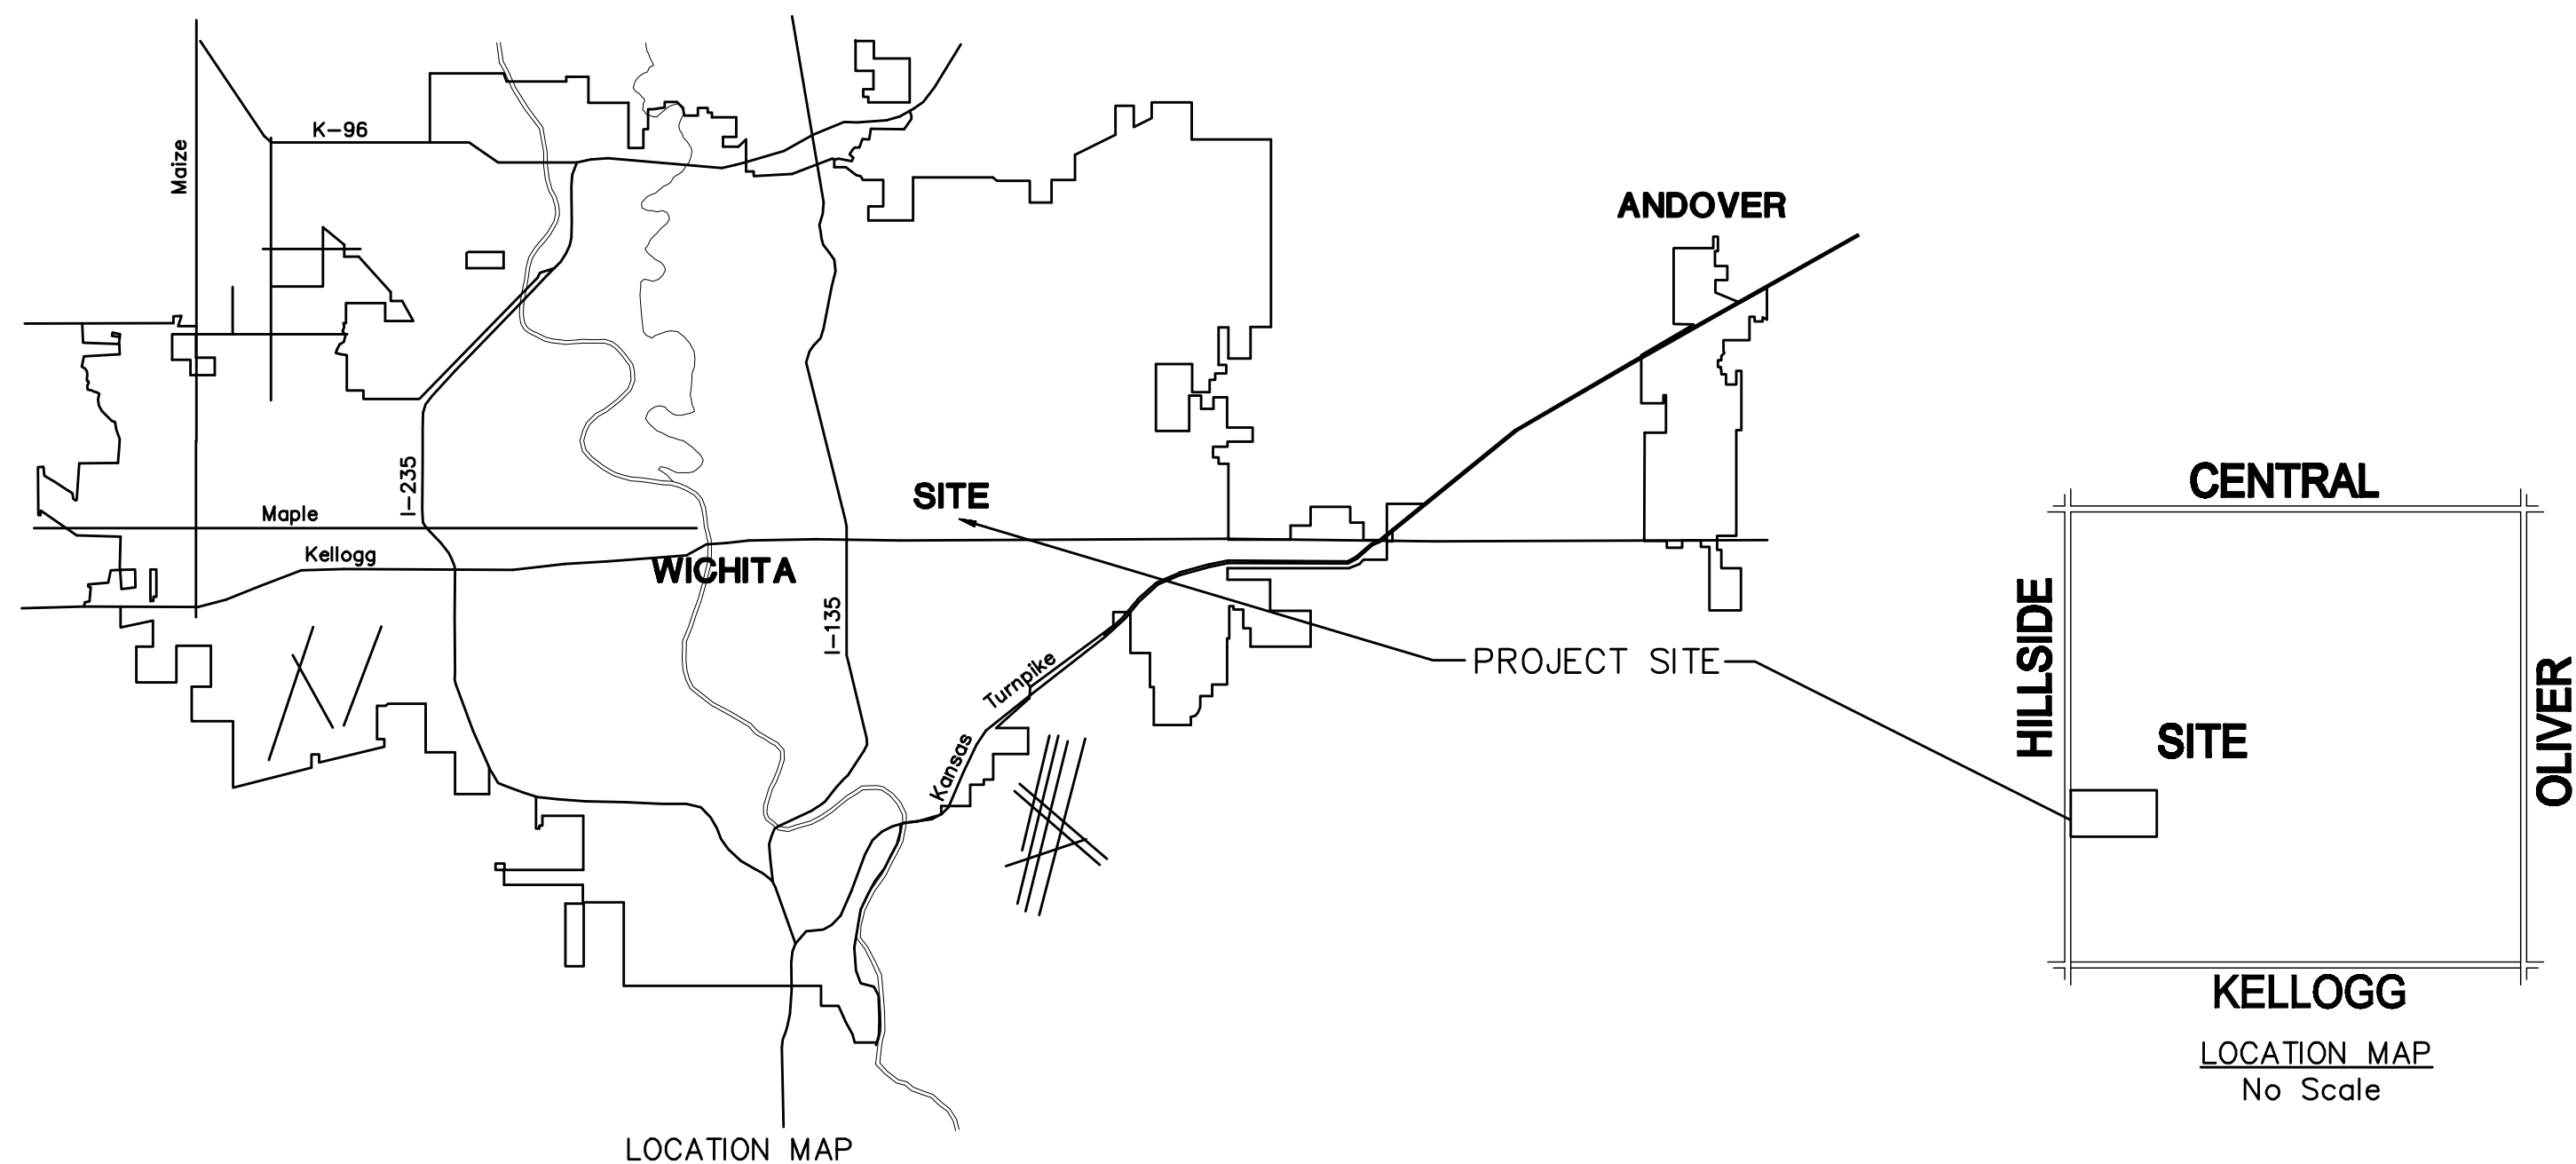 K-96
Maize
ANDOVER
I-235
SITE
Maple
Kellogg
WICHITA
I-135
Turnpike
Kansas
PROJECT SITE
CENTRAL
HILLSIDE
OLIVER
SITE
KELLOGG
LOCATION MAP
No Scale
LOCATION MAP